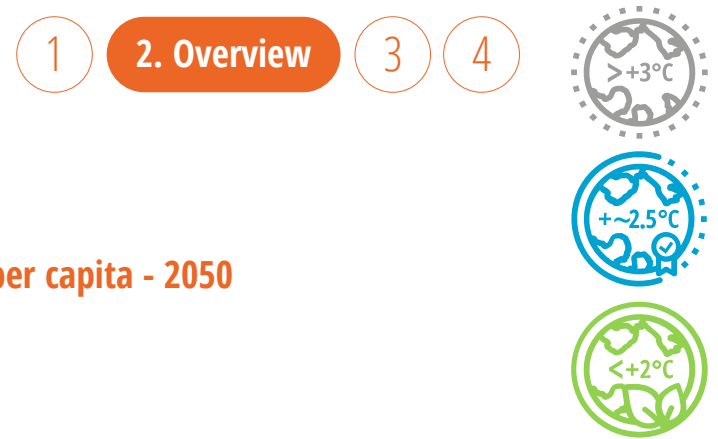 1
2. Overview
3
4
>+3°C
+~2.5°C
per capita - 2050
<+2°C